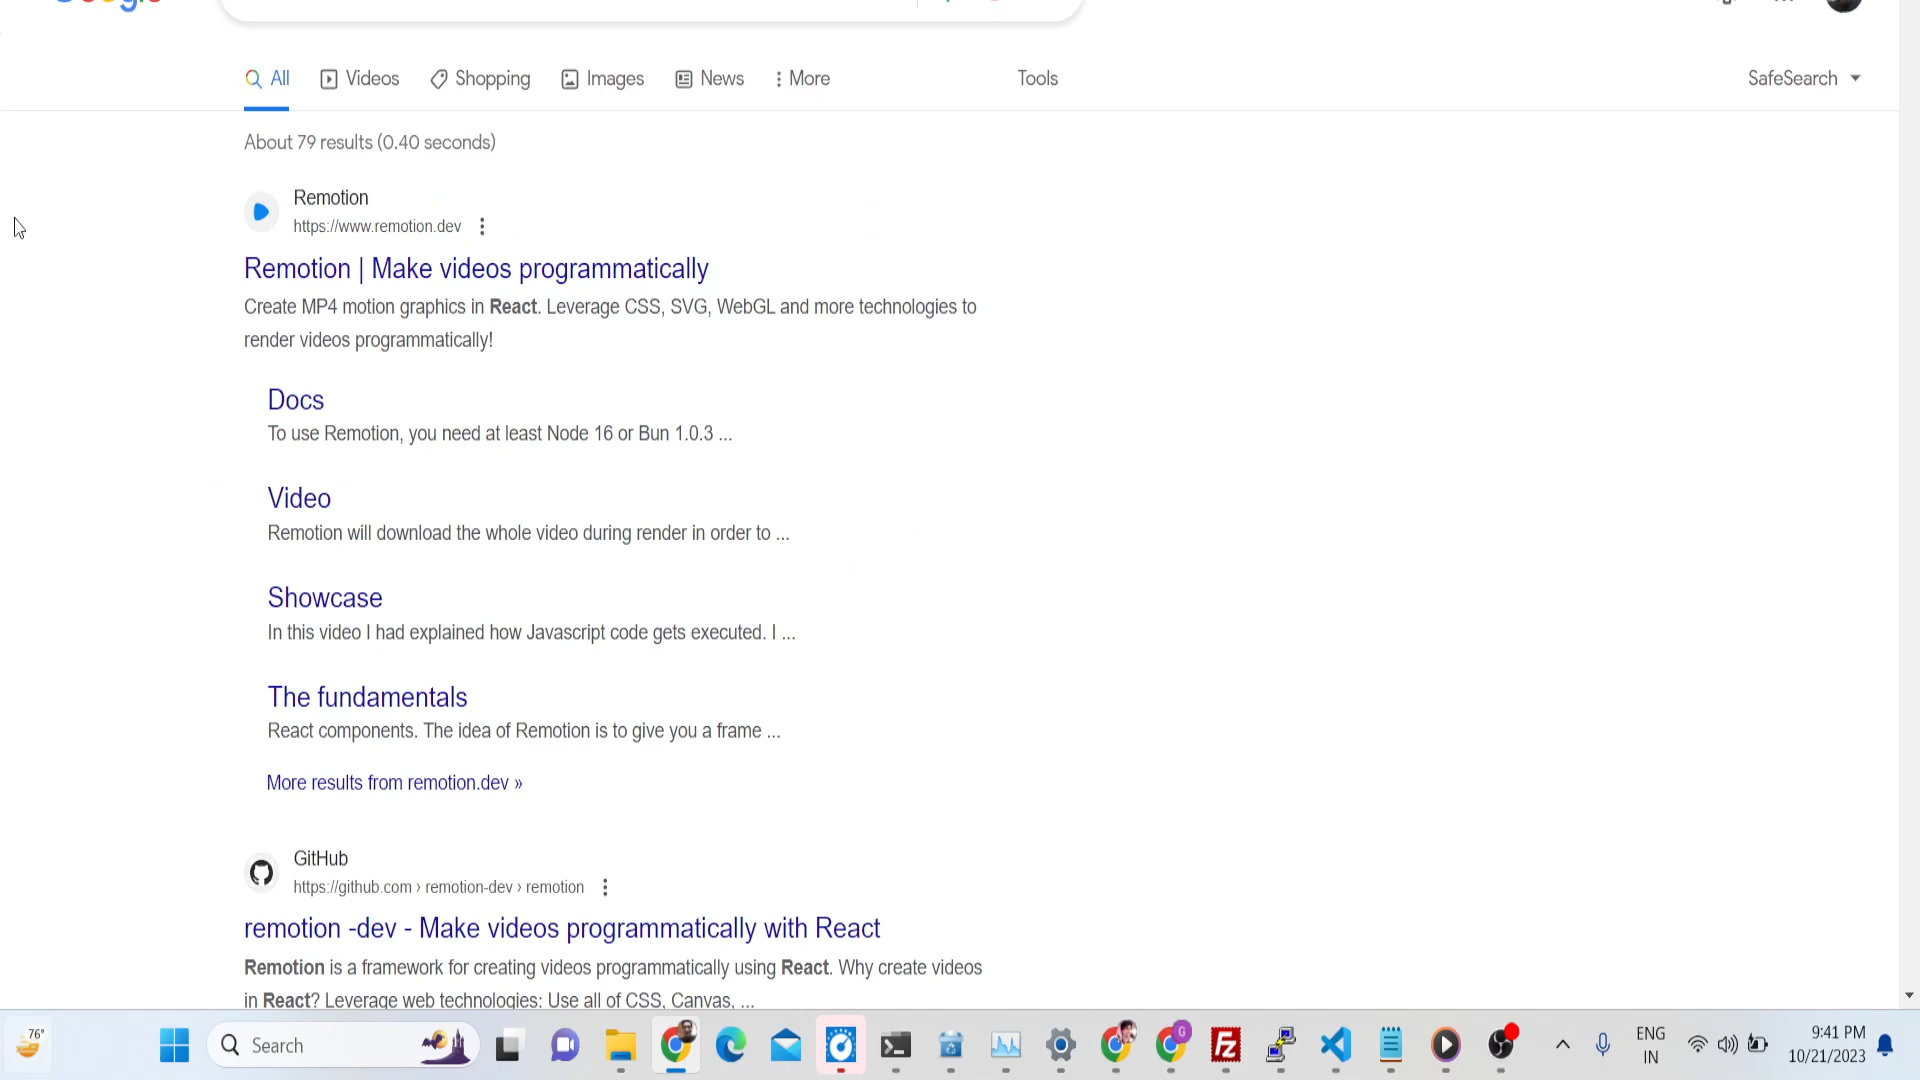 All
Videos
Shopping
Images
News
More
Tools
SafeSearch
About 79 results (0.40 seconds)
Remotion
https://www.remotion.dev
Remotion | Make videos programmatically
Create MP4 motion graphics in React. Leverage CSS, SVG, WebGL and more technologies to
render videos programmatically!
Docs
To use Remotion, you need at least Node 16 or Bun 1.0.3 ...
Video
Remotion will download the whole video during render in order to ...
Showcase
In this video I had explained how Javascript code gets executed. I ...
The fundamentals
React components. The idea of Remotion is to give you a frame ...
More results from remotion.dev »
GitHub
https://github.com › remotion-dev › remotion
remotion -dev - Make videos programmatically with React
Remotion is a framework for creating videos programmatically using React. Why create videos
in React? Leverage web technologies: Use all of CSS, Canvas, ...
76°
Search
G
FZ
ENG
IN
9:41 PM
10/21/2023